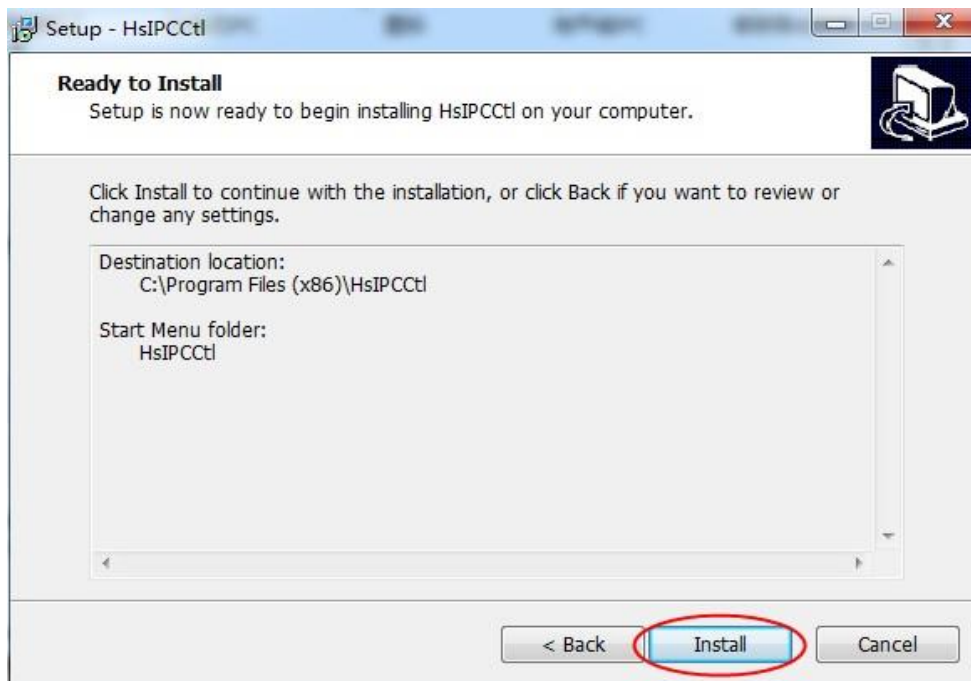 Setup - HsIPCCtl
Ready to Install
Setup is now ready to begin installing HsIPCCtl on your computer.
Click Install to continue with the installation, or click Back if you want to review or
change any settings.
Destination location:
C:\Program Files (x86)\HsIPCCtl
Start Menu folder:
HsIPCCtl
< Back
Install
Cancel